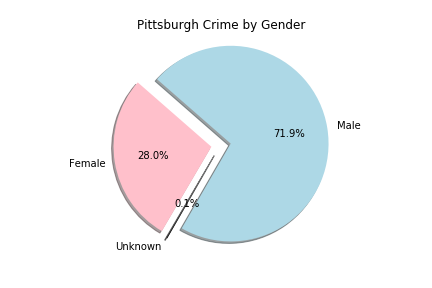 Pittsburgh Crime by Gender
71.9%
Male
28.0%
Female
0.1%
Unknown